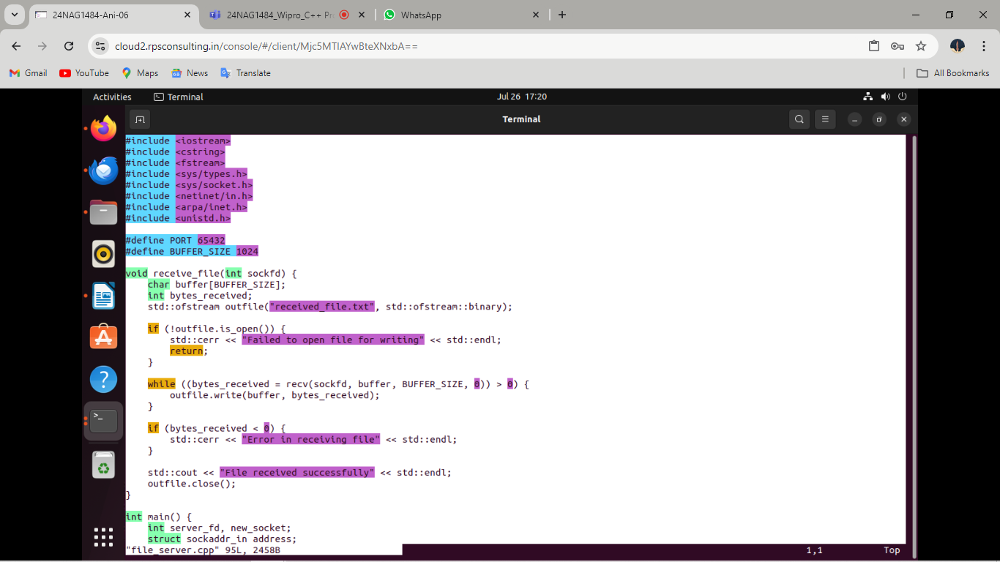 24NAG1484-Ani-06
24NAG1484_Wipro_C++ Pr
WhatsApp
cloud2.rpsconsulting.in/console/#/client/Mjc5MTlAYwBteXNxbA==
Gmail
YouTube
Maps
News
Translate
All Bookmarks
Activities
Terminal
Jul 26 17:20
Terminal
#include <iostream>
#include <cstring>
#include <fstream>
#include <sys/types.h>
#include <sys/socket.h>
#include <netinet/in.h>
#include <arpa/inet.h>
#include <unistd.h>
#define PORT 65432
#define BUFFER_SIZE 1024
void receive_file(int sockfd) {
    char buffer[BUFFER_SIZE];
    int bytes_received;
    std::ofstream outfile("received_file.txt", std::ofstream::binary);
    if (!outfile.is_open()) {
        std::cerr << "Failed to open file for writing" << std::endl;
        return;
    }
    while ((bytes_received = recv(sockfd, buffer, BUFFER_SIZE, 0)) > 0) {
        outfile.write(buffer, bytes_received);
    }
    if (bytes_received < 0) {
        std::cerr << "Error in receiving file" << std::endl;
    }
    std::cout << "File received successfully" << std::endl;
    outfile.close();
}
int main() {
    int server_fd, new_socket;
    struct sockaddr_in address;
"file_server.cpp" 95L, 2458B
1,1
Top